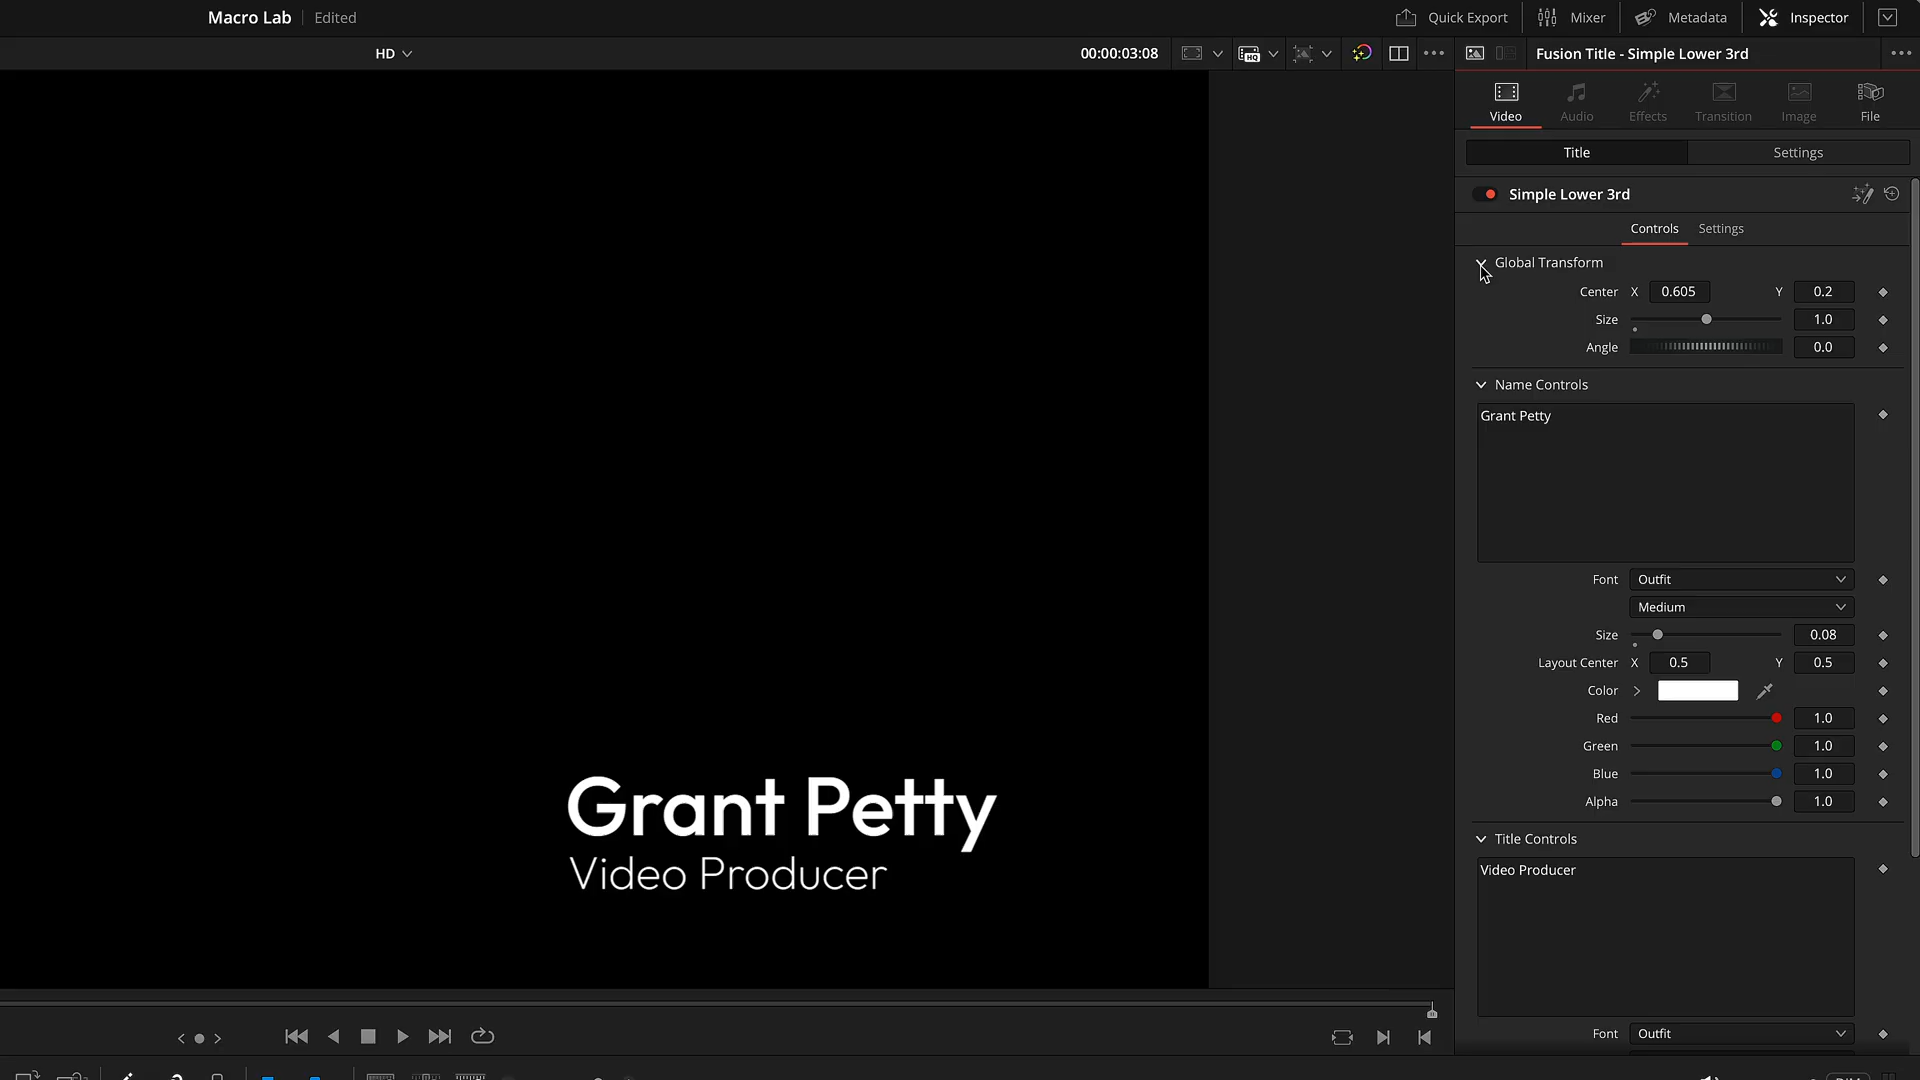 Macro Lab Edited Quick Export Mixer Metadata Inspector
HD 00:00:03:08 HQ Fusion Title - Simple Lower 3rd
Video Audio Effects Transition Image File
Title Settings
Simple Lower 3rd
Controls Settings
Global Transform
Center X 0.605 Y 0.2
Size 1.0
Angle 0.0
Name Controls
Grant Petty
Font Outfit
Medium
Size 0.08
Layout Center X 0.5 Y 0.5
Color
Red 1.0
Green 1.0
Blue 1.0
Alpha 1.0
Title Controls
Video Producer
Font Outfit
Grant Petty
Video Producer